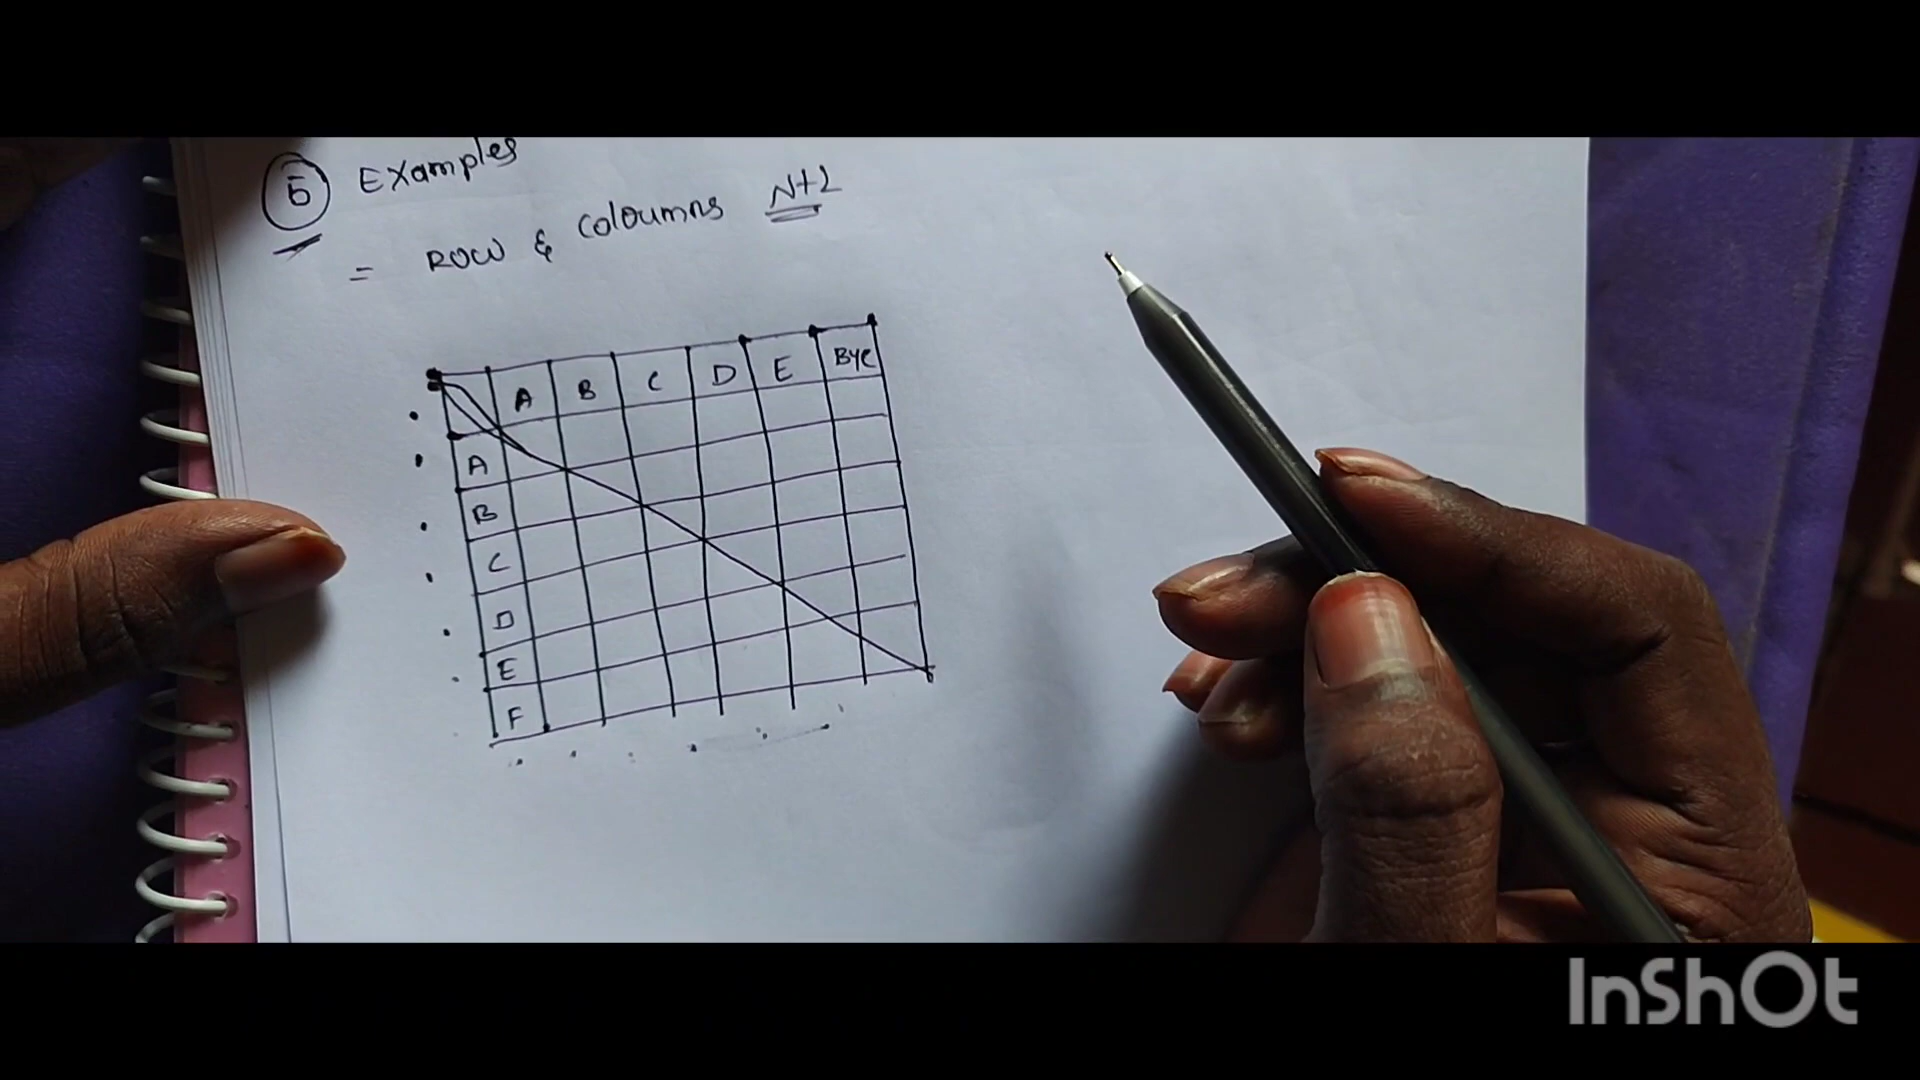 5 Examples
= ROW & coloumns N+2
A B C D E Bye
A
B
C
D
E
F
InShOt